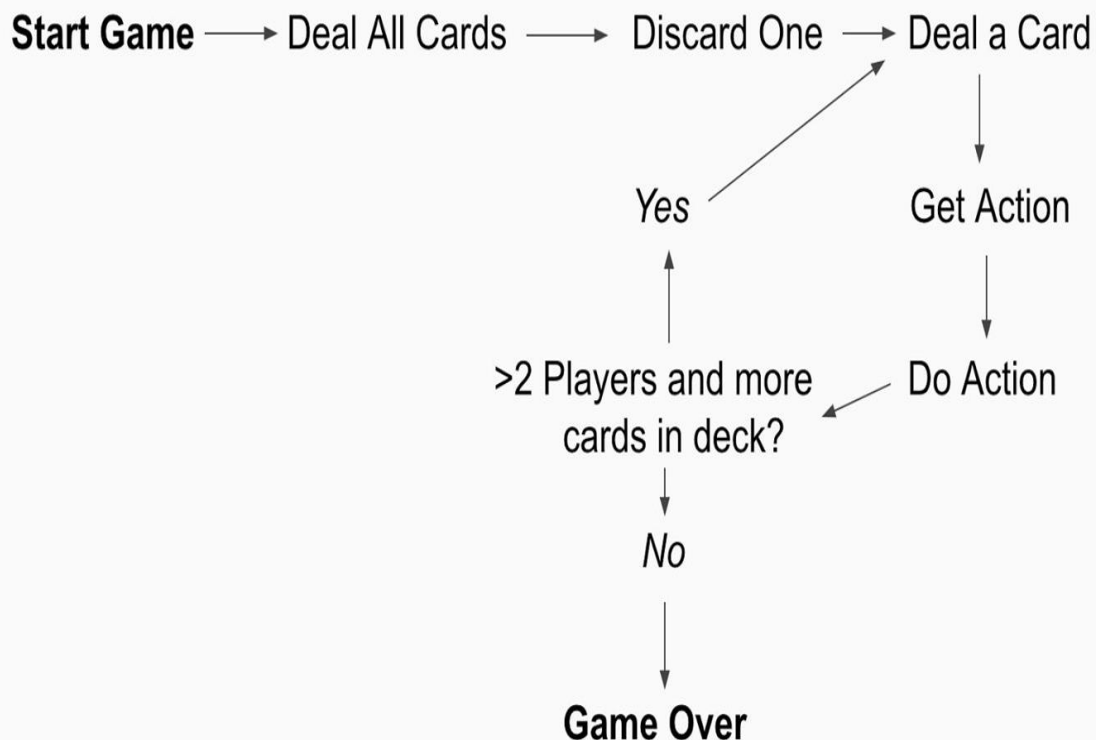 Start Game
Deal All Cards
Discard One
Deal a Card
Yes
Get Action
>2 Players and more
cards in deck?
Do Action
No
Game Over